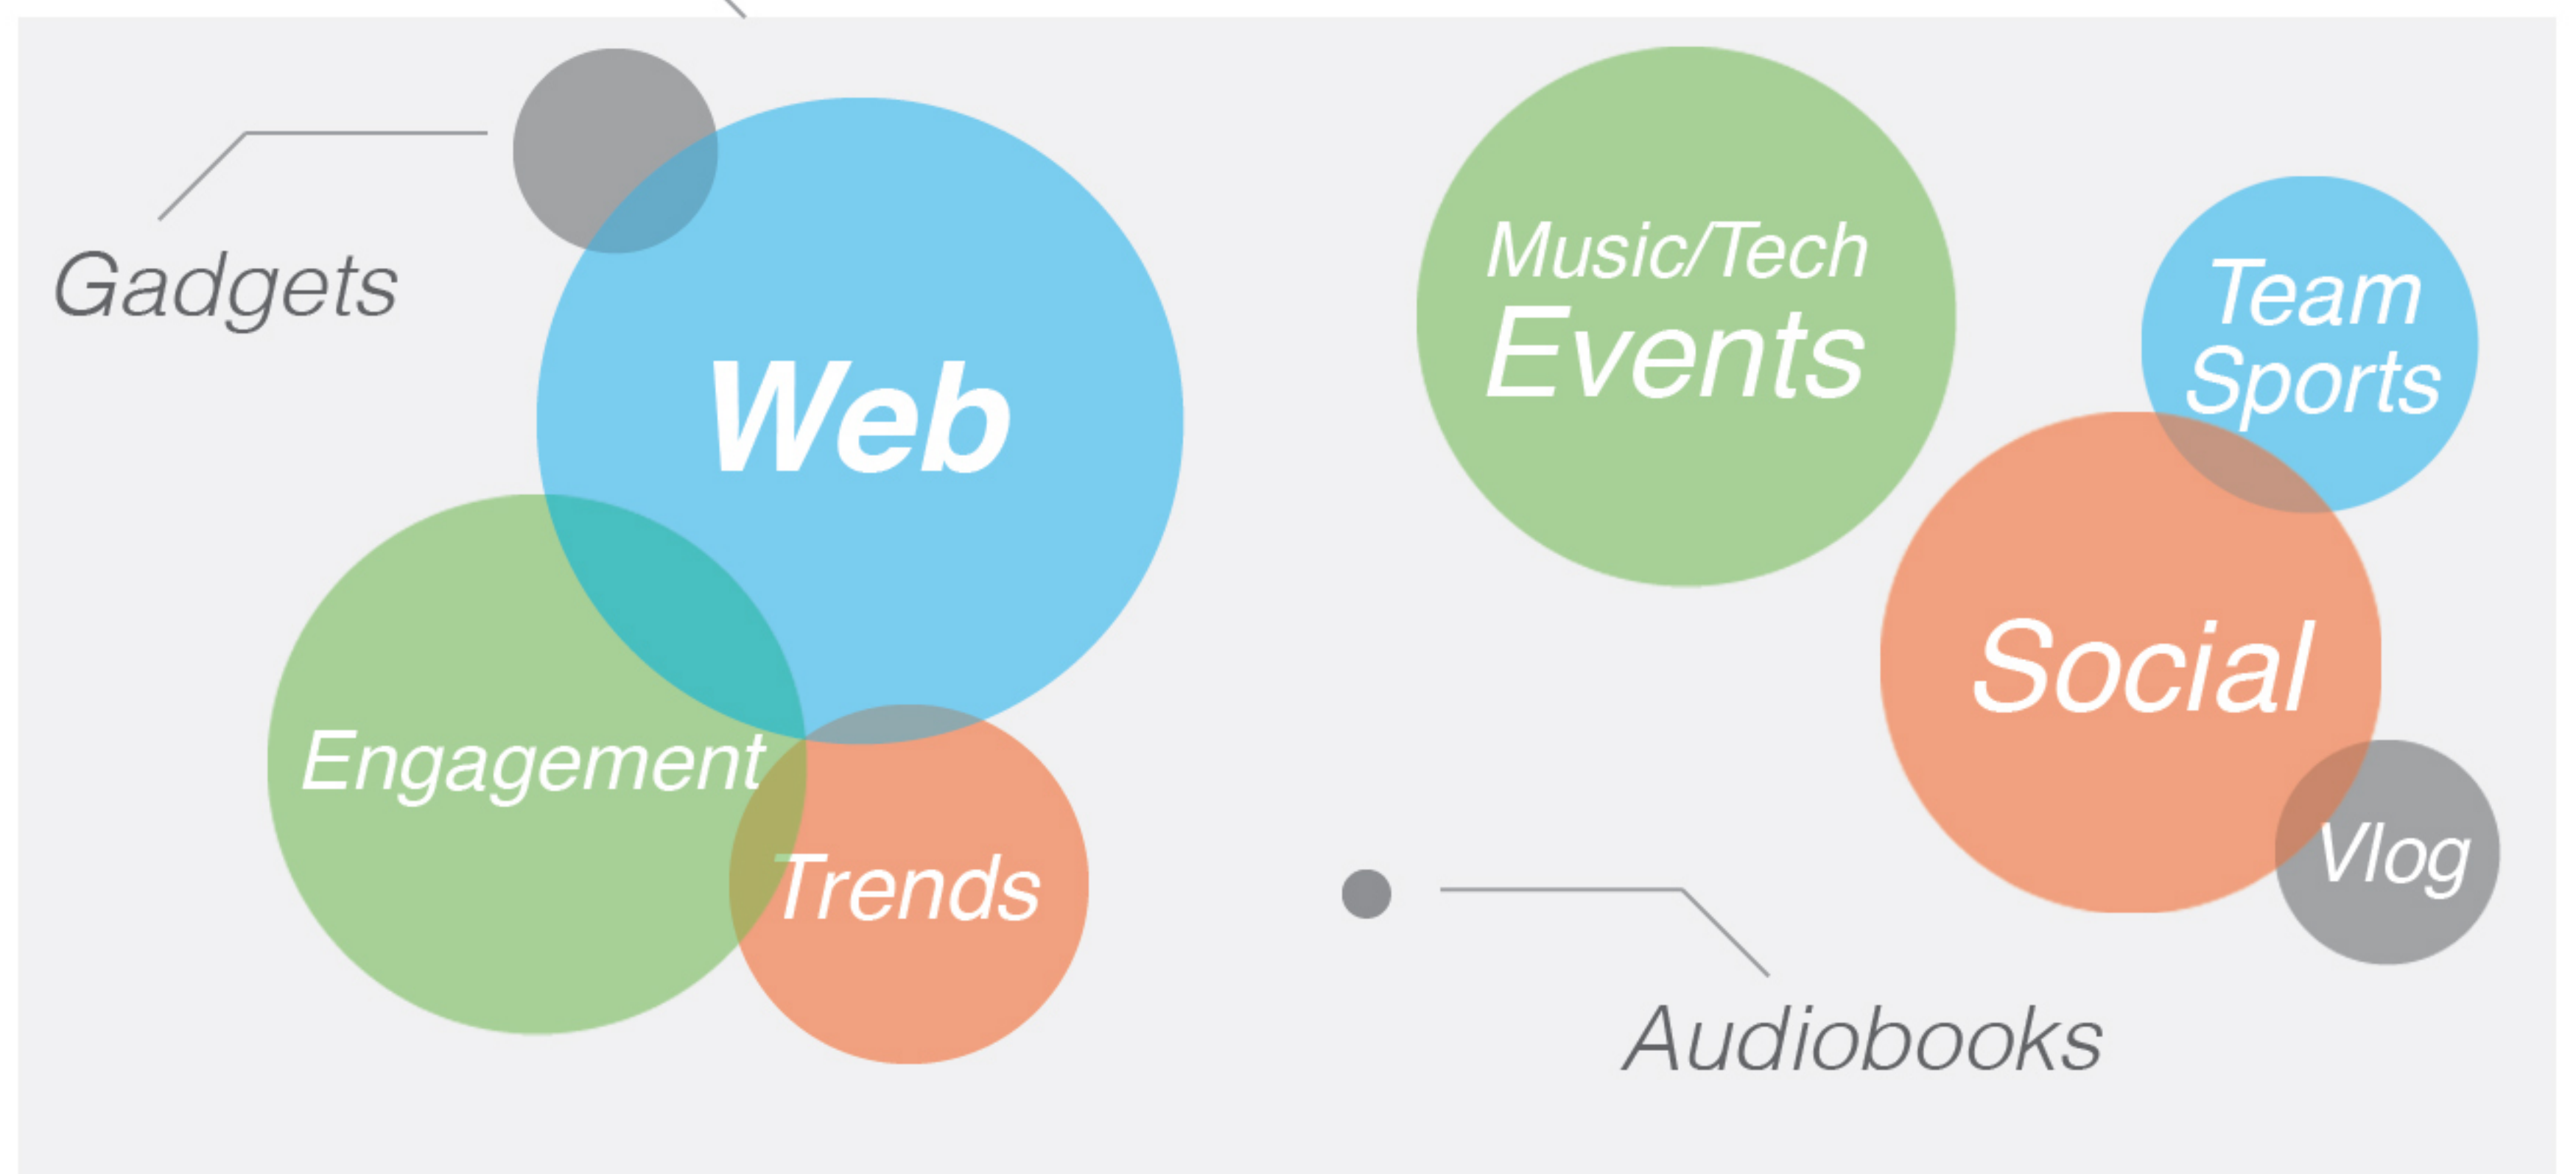 Gadgets
Web
Engagement
Trends
Music/Tech
Events
Team
Sports
Social
Vlog
Audiobooks